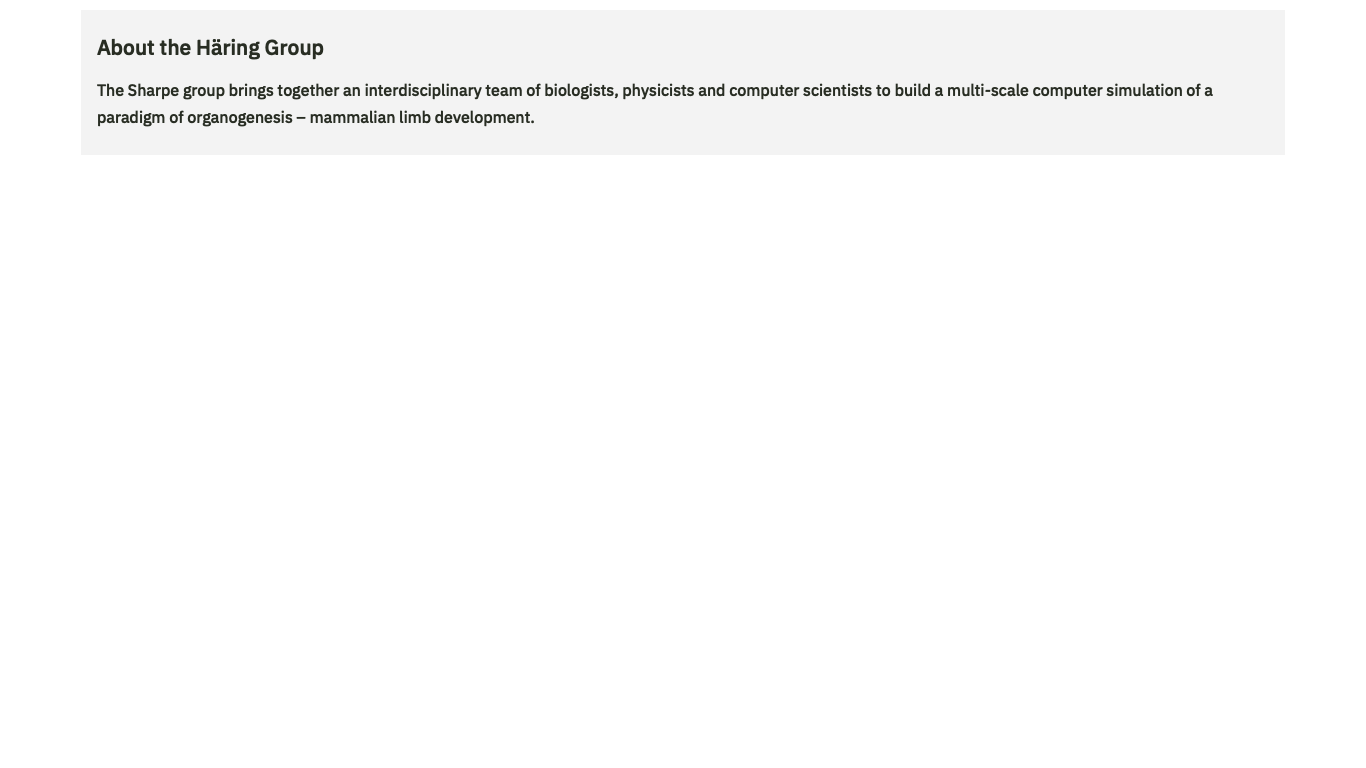 About the Häring Group
The Sharpe group brings together an interdisciplinary team of biologists, physicists and computer scientists to build a multi-scale computer simulation of a
paradigm of organogenesis – mammalian limb development.